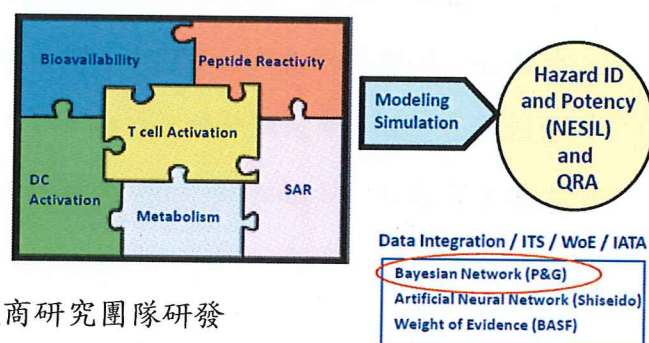 Bioavailability
Peptide Reactivity
T cell Activation
DC
Activation
Metabolism
SAR
Modeling
Simulation
Hazard ID
and Potency
(NESIL)
and
QRA
Data Integration / ITS / WoE / IATA
Bayesian Network (P&G)
Artificial Neural Network (Shiseido)
Weight of Evidence (BASF)
商研究團隊研發